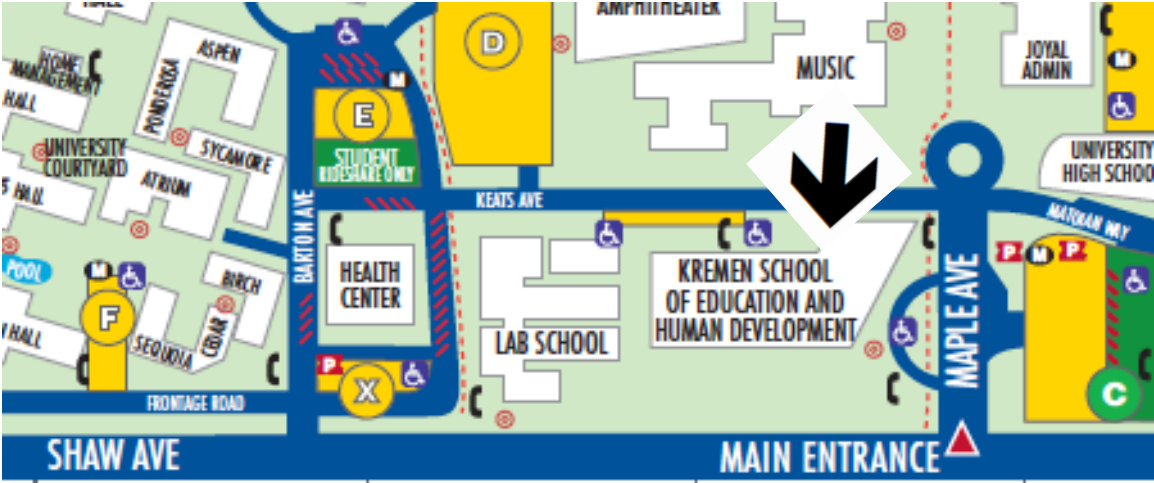 HALL
AMPHITHEATER
ASPEN
D
MUSIC
JOYAL
ADMIN
HOME
MANAGEMENT
HALL
PONDEROSA
M
M
E
UNIVERSITY
COURTYARD
SYCAMORE
STUDENT
RIDESHARE ONLY
UNIVERSITY
HIGH SCHOO
ATRIUM
S HALL
KEATS AVE
BARTON AVE
MATOIAN WAY
POOL
M
BIRCH
HEALTH
CENTER
KREMEN SCHOOL
OF EDUCATION AND
HUMAN DEVELOPMENT
P
M
P
F
HALL
SEQUOIA
CEDAR
LAB SCHOOL
MAPLE AVE
P
X
C
FRONTAGE ROAD
SHAW AVE
MAIN ENTRANCE